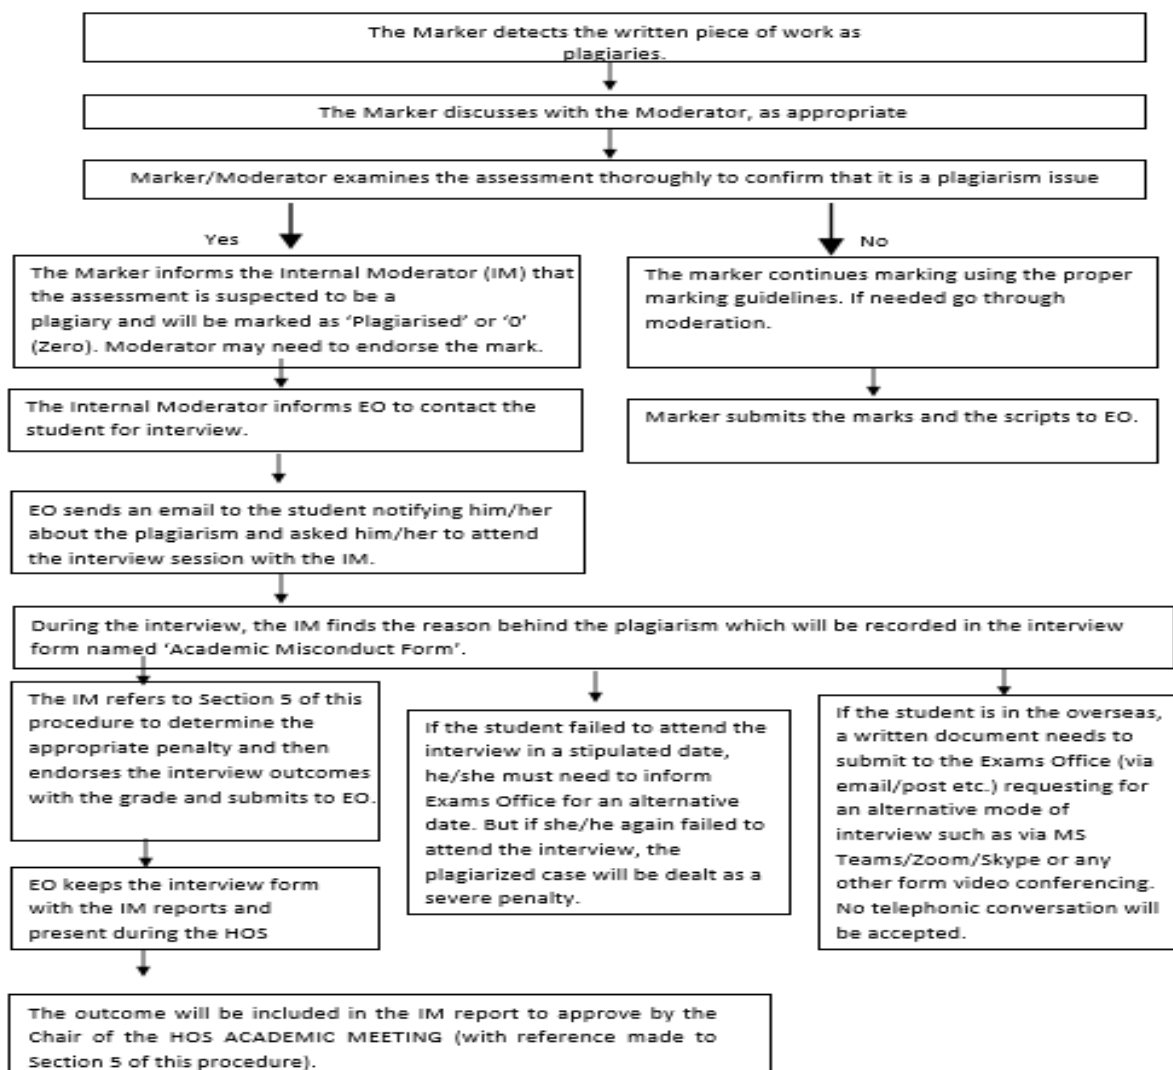 The Marker detects the written piece of work as
plagiaries.
The Marker discusses with the Moderator, as appropriate
Marker/Moderator examines the assessment thoroughly to confirm that it is a plagiarism issue
Yes
No
The Marker informs the Internal Moderator (IM) that
the assessment is suspected to be a
plagiary and will be marked as ‘Plagiarised’ or ‘0’
(Zero). Moderator may need to endorse the mark.
The marker continues marking using the proper
marking guidelines. If needed go through
moderation.
The Internal Moderator informs EO to contact the
student for interview.
Marker submits the marks and the scripts to EO.
EO sends an email to the student notifying him/her
about the plagiarism and asked him/her to attend
the interview session with the IM.
During the interview, the IM finds the reason behind the plagiarism which will be recorded in the interview
form named ‘Academic Misconduct Form’.
The IM refers to Section 5 of this
procedure to determine the
appropriate penalty and then
endorses the interview outcomes
with the grade and submits to EO.
If the student failed to attend the
interview in a stipulated date,
he/she must need to inform
Exams Office for an alternative
date. But if she/he again failed to
attend the interview, the
plagiarized case will be dealt as a
severe penalty.
If the student is in the overseas,
a written document needs to
submit to the Exams Office (via
email/post etc.) requesting for
an alternative mode of
interview such as via MS
Teams/Zoom/Skype or any
other form video conferencing.
No telephonic conversation will
be accepted.
EO keeps the interview form
with the IM reports and
present during the HOS
The outcome will be included in the IM report to approve by the
Chair of the HOS ACADEMIC MEETING (with reference made to
Section 5 of this procedure).